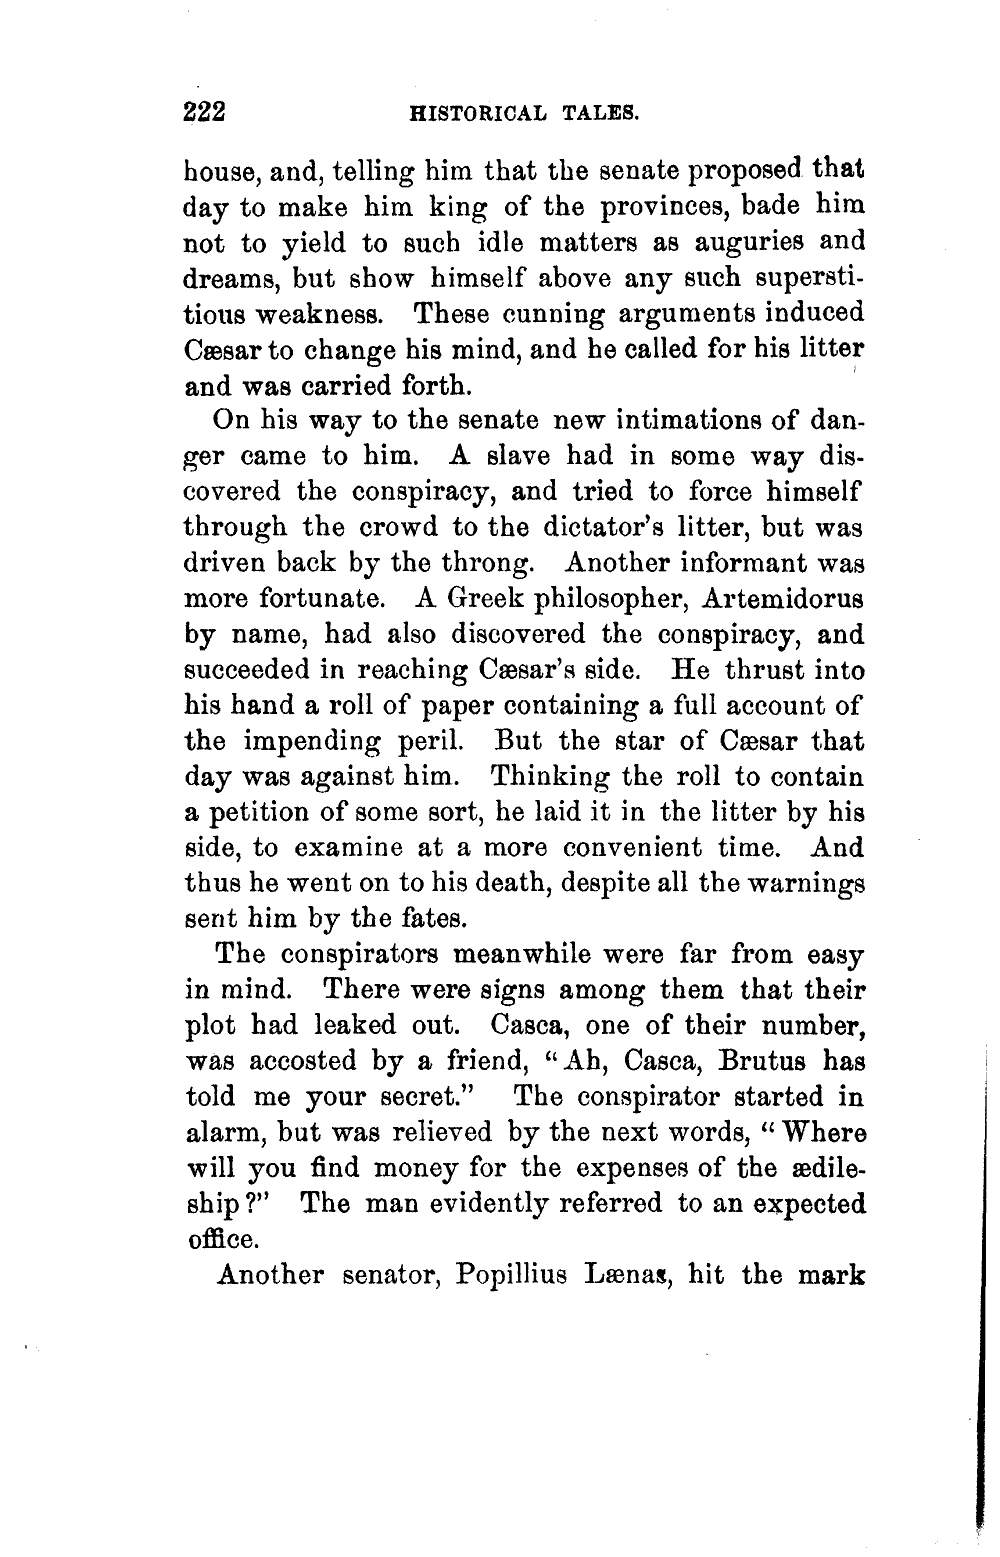 222 HISTORICAL TALES.
house, and, telling him that the senate proposed that
day to make him king of the provinces, bade him
not to yield to such idle matters as auguries and
dreams, but show himself above any such supersti-
tious weakness. These cunning arguments induced
Cæsar to change his mind, and he called for his litter
and was carried forth.
On his way to the senate new intimations of dan-
ger came to him. A slave had in some way dis-
covered the conspiracy, and tried to force himself
through the crowd to the dictator's litter, but was
driven back by the throng. Another informant was
more fortunate. A Greek philosopher, Artemidorus
by name, had also discovered the conspiracy, and
succeeded in reaching Cæsar's side. He thrust into
his hand a roll of paper containing a full account of
the impending peril. But the star of Cæsar that
day was against him. Thinking the roll to contain
a petition of some sort, he laid it in the litter by his
side, to examine at a more convenient time. And
thus he went on to his death, despite all the warnings
sent him by the fates.
The conspirators meanwhile were far from easy
in mind. There were signs among them that their
plot had leaked out. Casca, one of their number,
was accosted by a friend, “Ah, Casca, Brutus has
told me your secret.” The conspirator started in
alarm, but was relieved by the next words, “Where
will you find money for the expenses of the ædile-
ship?” The man evidently referred to an expected
office.
Another senator, Popillius Lænas, hit the mark